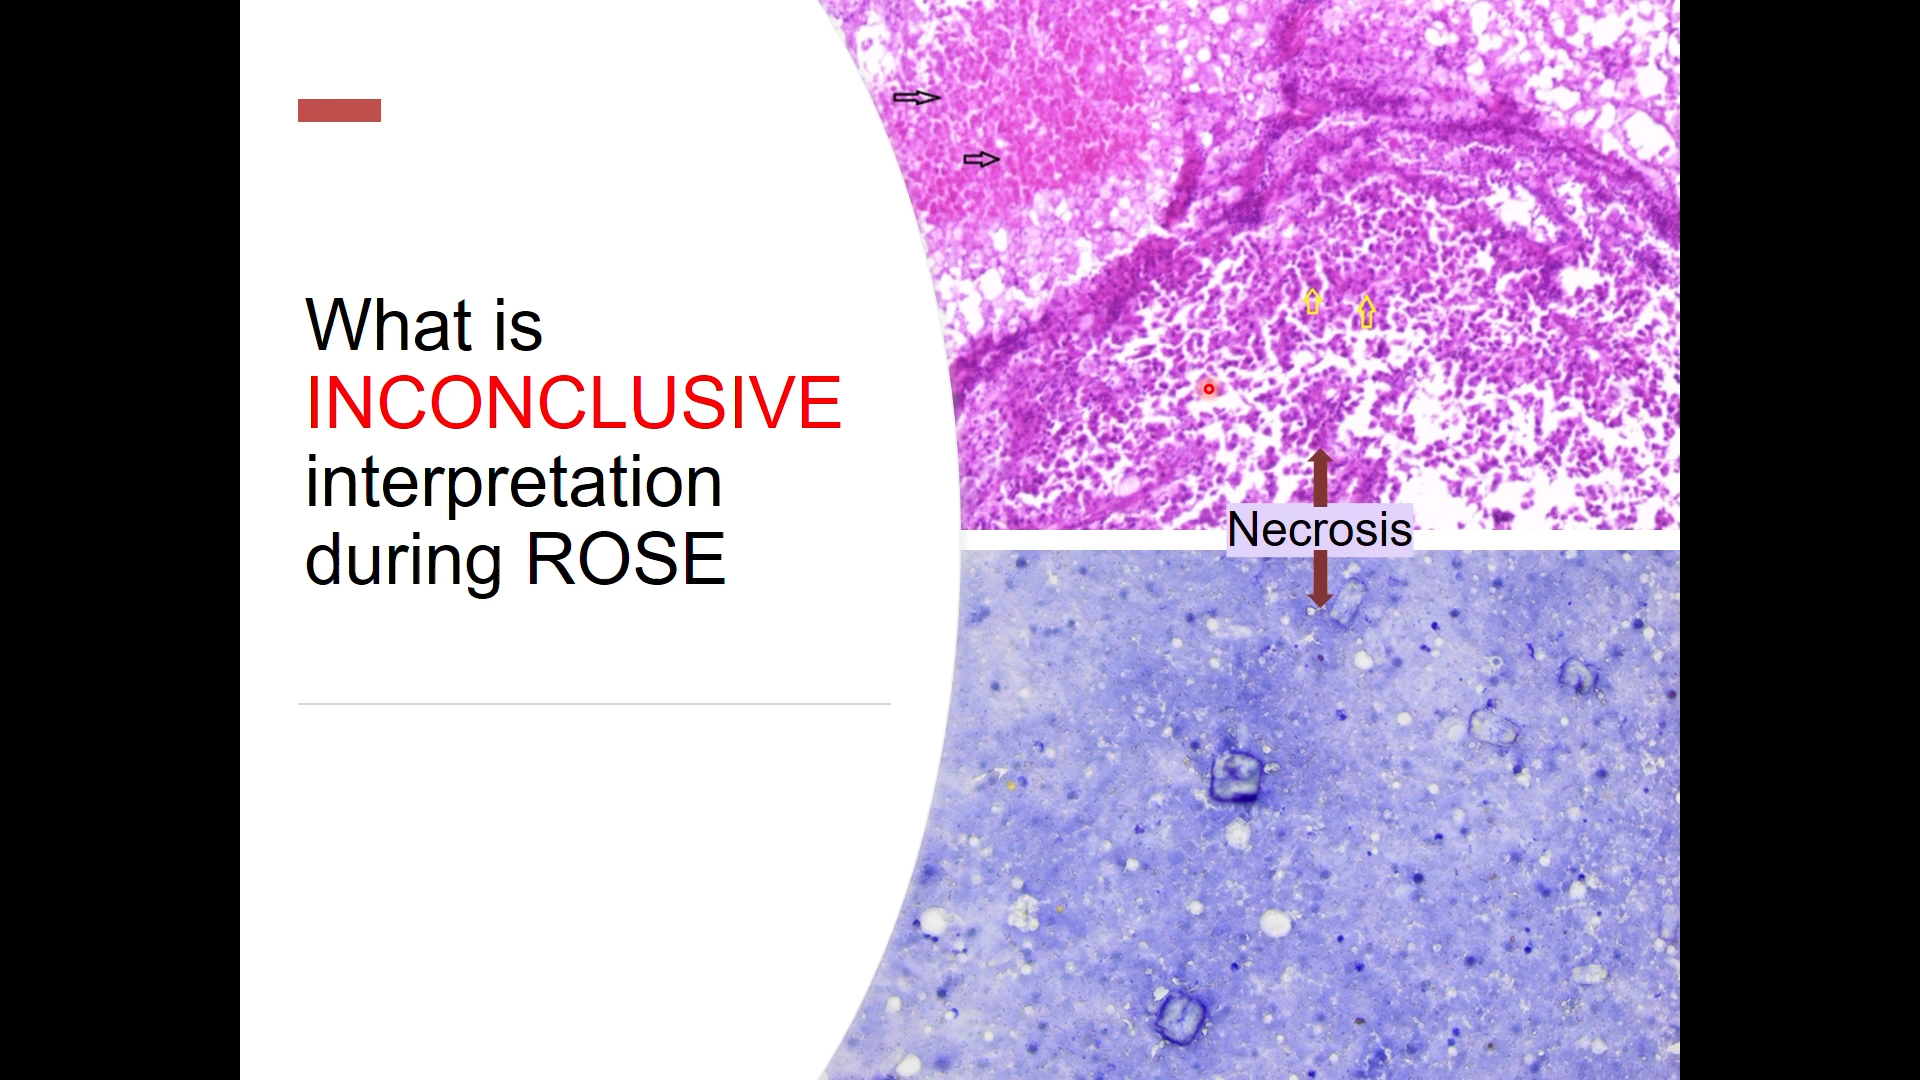 What is
INCONCLUSIVE
interpretation
during ROSE
Necrosis